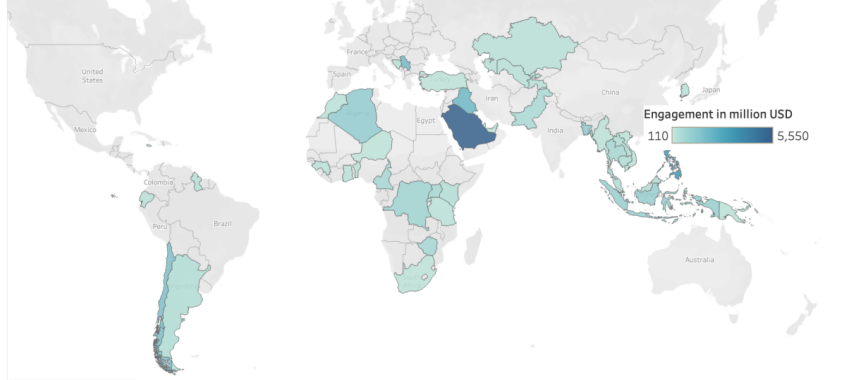 France
United
States
Spain
China
Japan
Iran
Engagement in million USD
110
5,550
Egypt
India
Mexico
Colombia
Peru
Brazil
Australia